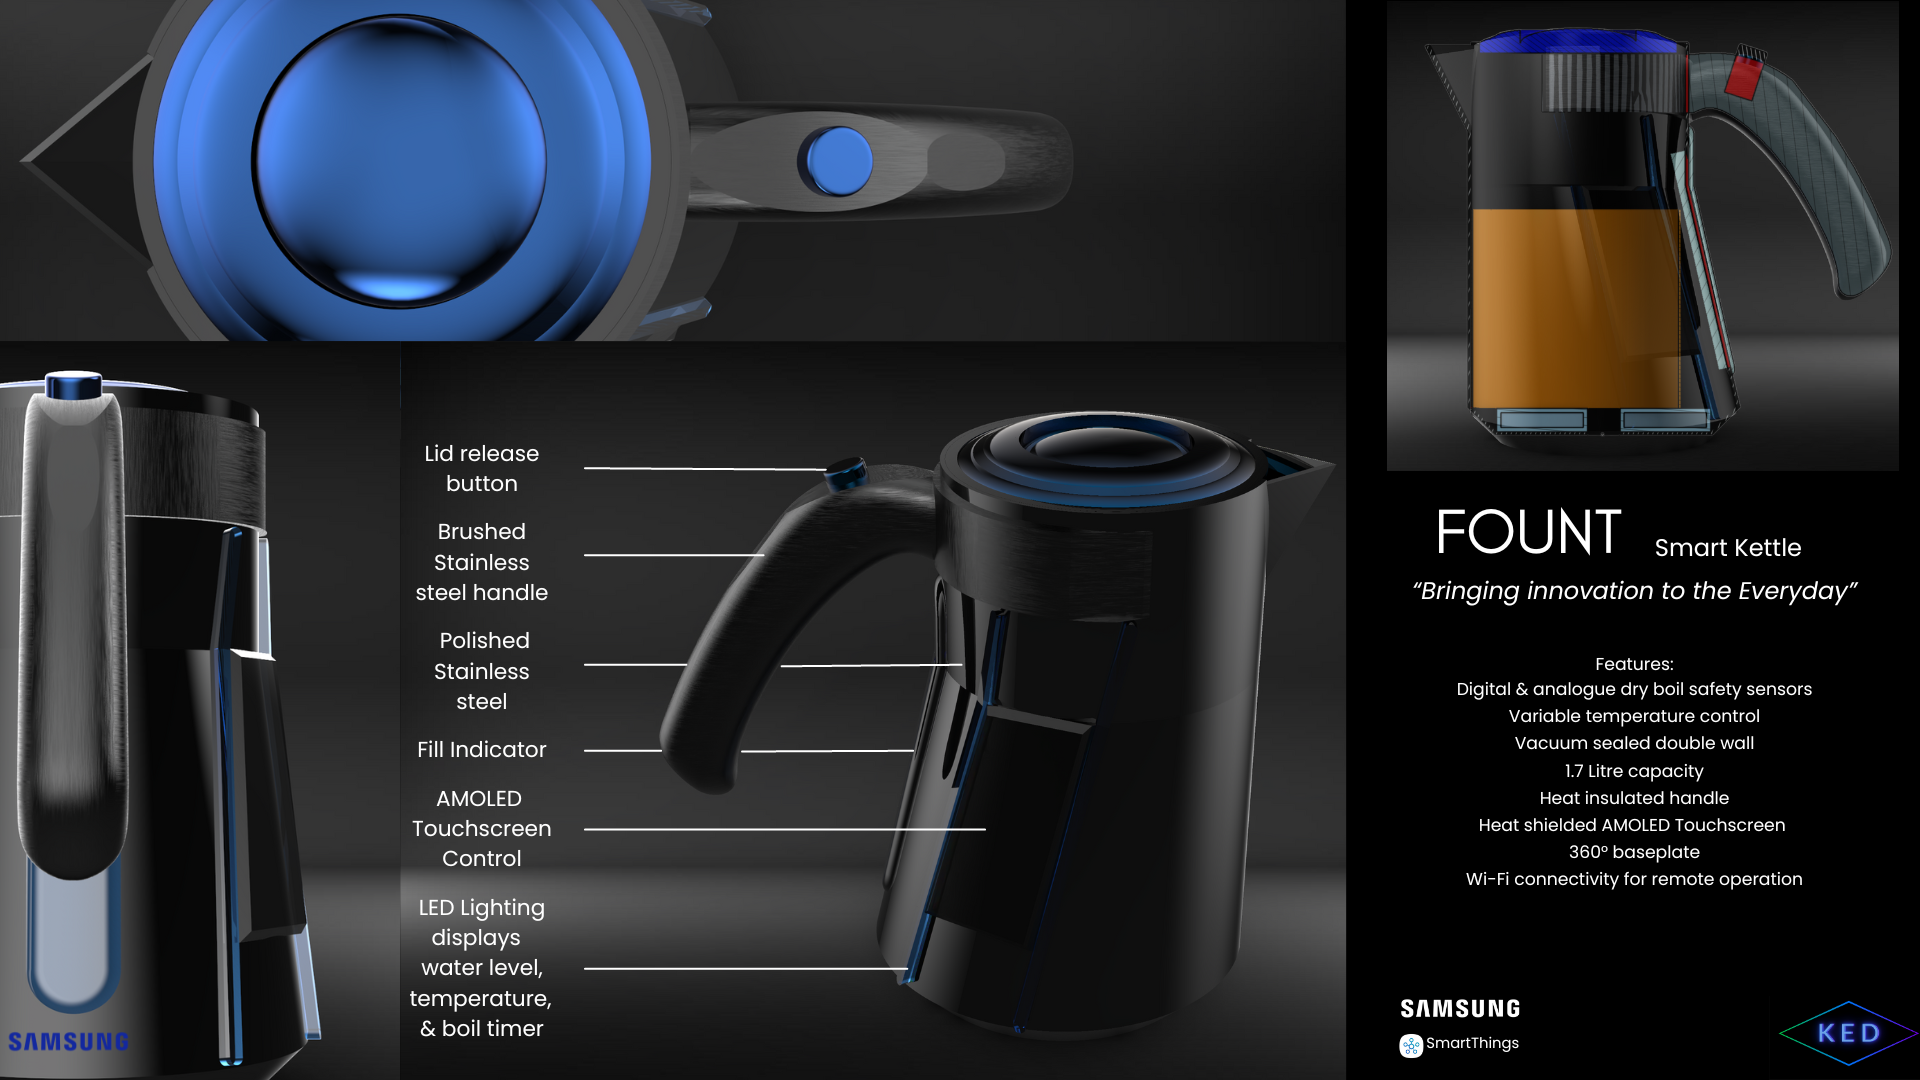 Lid release
button
Brushed
Stainless
steel handle
Polished
Stainless
steel
Fill Indicator
AMOLED
Touchscreen
Control
LED Lighting
displays
water level,
temperature,
& boil timer
SAMSUNG
FOUNT Smart Kettle
“Bringing innovation to the Everyday”
Features:
Digital & analogue dry boil safety sensors
Variable temperature control
Vacuum sealed double wall
1.7 Litre capacity
Heat insulated handle
Heat shielded AMOLED Touchscreen
360º baseplate
Wi-Fi connectivity for remote operation
SAMSUNG
SmartThings
KED